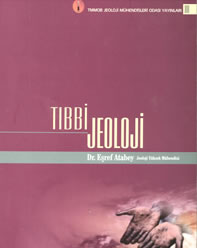 TMMOB JEOLOJİ MÜHENDİSLERİ ODASI YAYINLARI
TIBBİ
JEOLOJİ
Dr. Eşref Atabey Jeoloji Yüksek Mühendisi